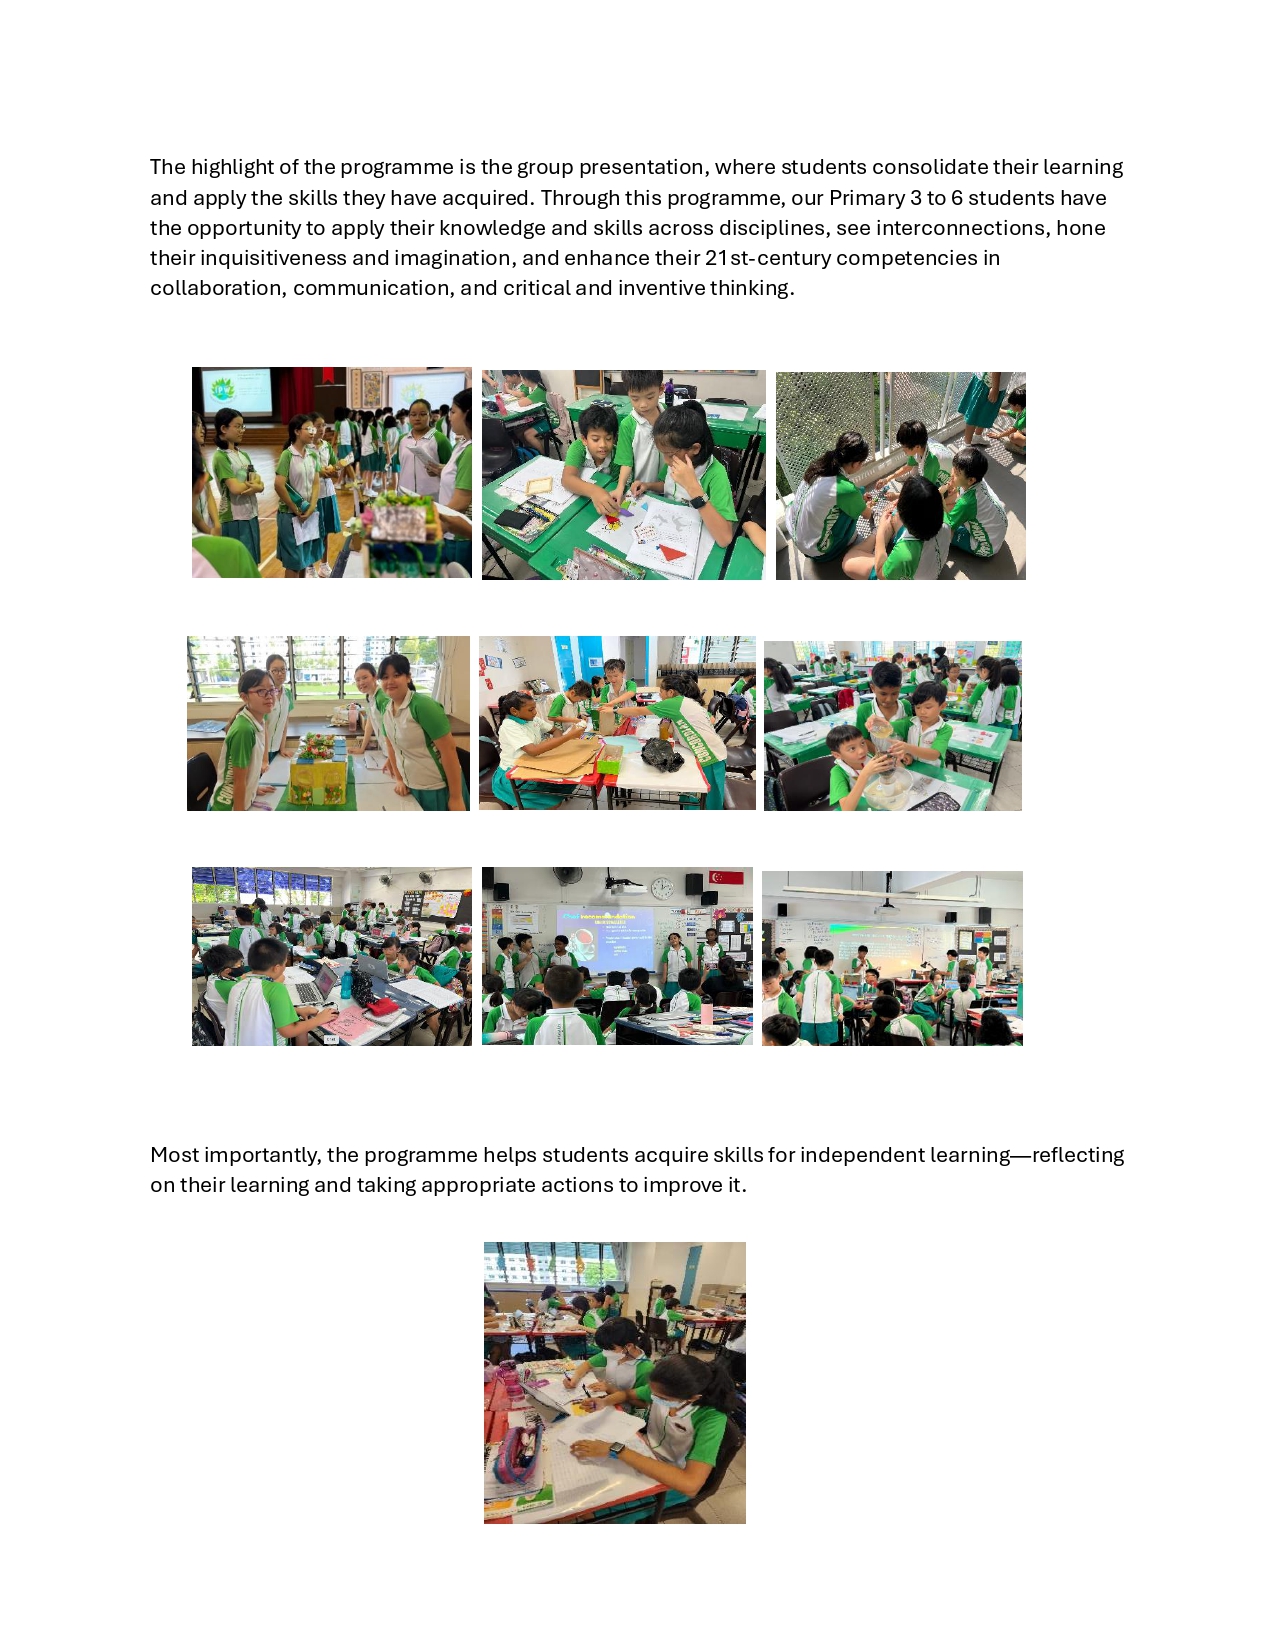 The highlight of the programme is the group presentation, where students consolidate their learning
and apply the skills they have acquired. Through this programme, our Primary 3 to 6 students have
the opportunity to apply their knowledge and skills across disciplines, see interconnections, hone
their inquisitiveness and imagination, and enhance their 21st-century competencies in
collaboration, communication, and critical and inventive thinking.
Most importantly, the programme helps students acquire skills for independent learning—reflecting
on their learning and taking appropriate actions to improve it.